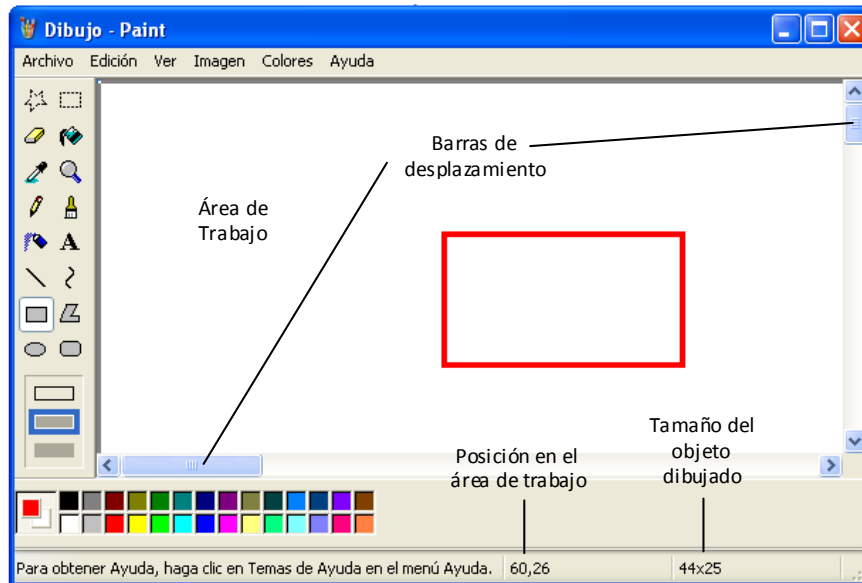 Dibujo - Paint
Archivo Edición Ver Imagen Colores Ayuda
Barras de
desplazamiento
Área de
Trabajo
A
Tamaño del
objeto
dibujado
Posición en el
área de trabajo
Para obtener Ayuda, haga clic en Temas de Ayuda en el menú Ayuda. 60,26 44x25